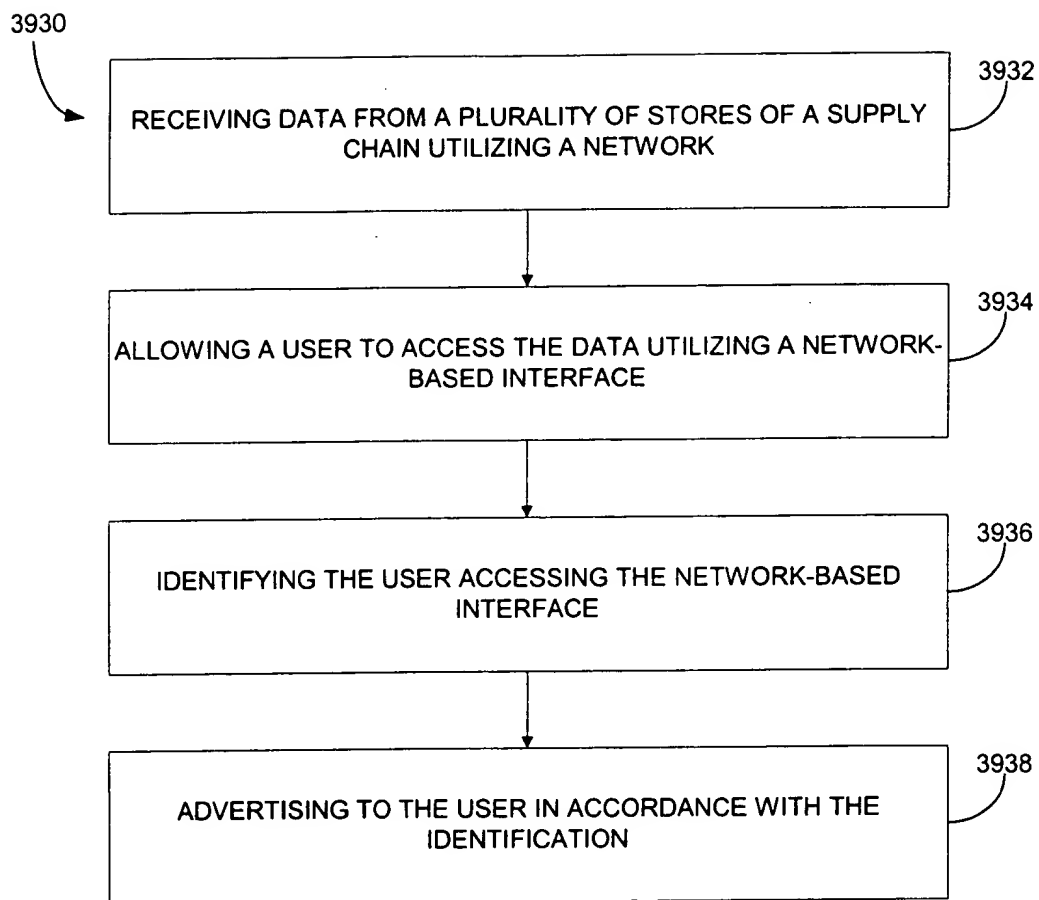 3930
3932
RECEIVING DATA FROM A PLURALITY OF STORES OF A SUPPLY
CHAIN UTILIZING A NETWORK
3934
ALLOWING A USER TO ACCESS THE DATA UTILIZING A NETWORK-
BASED INTERFACE
3936
IDENTIFYING THE USER ACCESSING THE NETWORK-BASED
INTERFACE
3938
ADVERTISING TO THE USER IN ACCORDANCE WITH THE
IDENTIFICATION